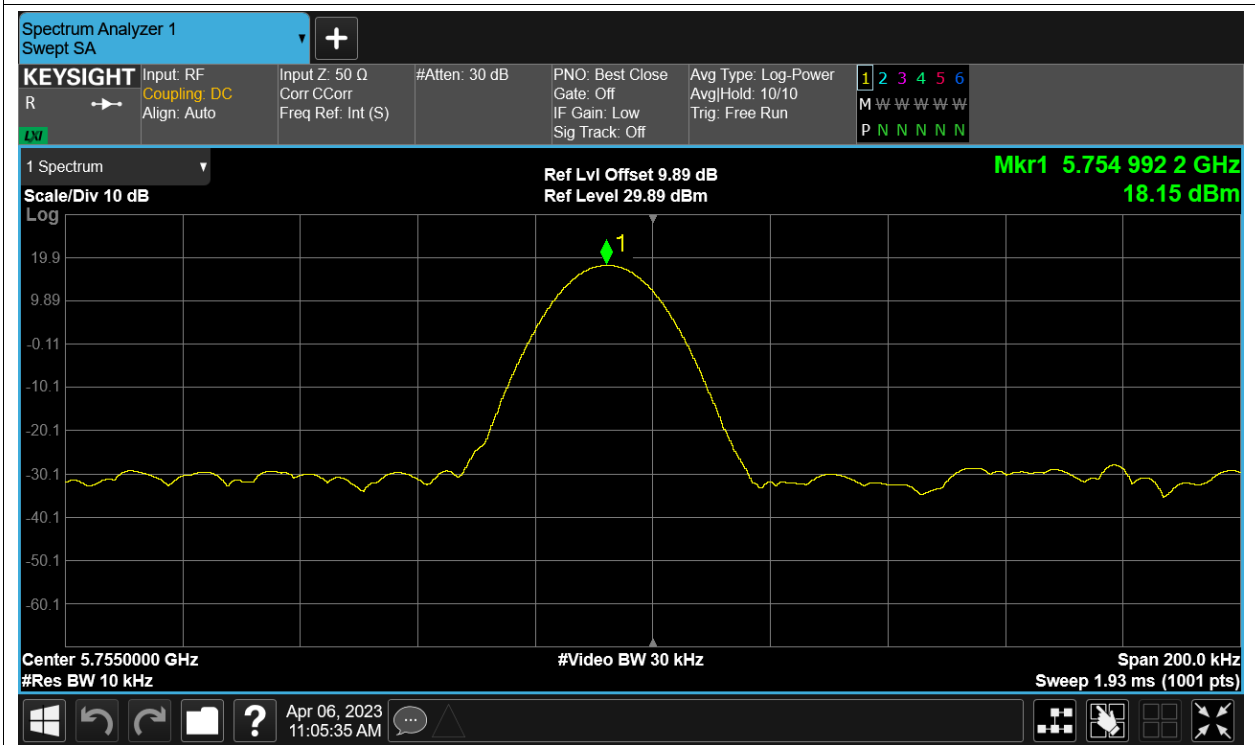 Spectrum Analyzer 1
Swept SA
KEYSIGHT
R
LXI
Input: RF
Coupling: DC
Align: Auto
Input Z: 50 Ω
Corr CCorr
Freq Ref: Int (S)
#Atten: 30 dB
PNO: Best Close
Gate: Off
IF Gain: Low
Sig Track: Off
Avg Type: Log-Power
Avg|Hold: 10/10
Trig: Free Run
1 2 3 4 5 6
M W W W W W
P N N N N N
1 Spectrum
Scale/Div 10 dB
Log
Ref Lvl Offset 9.89 dB
Ref Level 29.89 dBm
Mkr1 5.754 992 2 GHz
18.15 dBm
1
19.9
9.89
-0.11
-10.1
-20.1
-30.1
-40.1
-50.1
-60.1
Center 5.7550000 GHz
#Res BW 10 kHz
#Video BW 30 kHz
Span 200.0 kHz
Sweep 1.93 ms (1001 pts)
?
Apr 06, 2023
11:05:35 AM